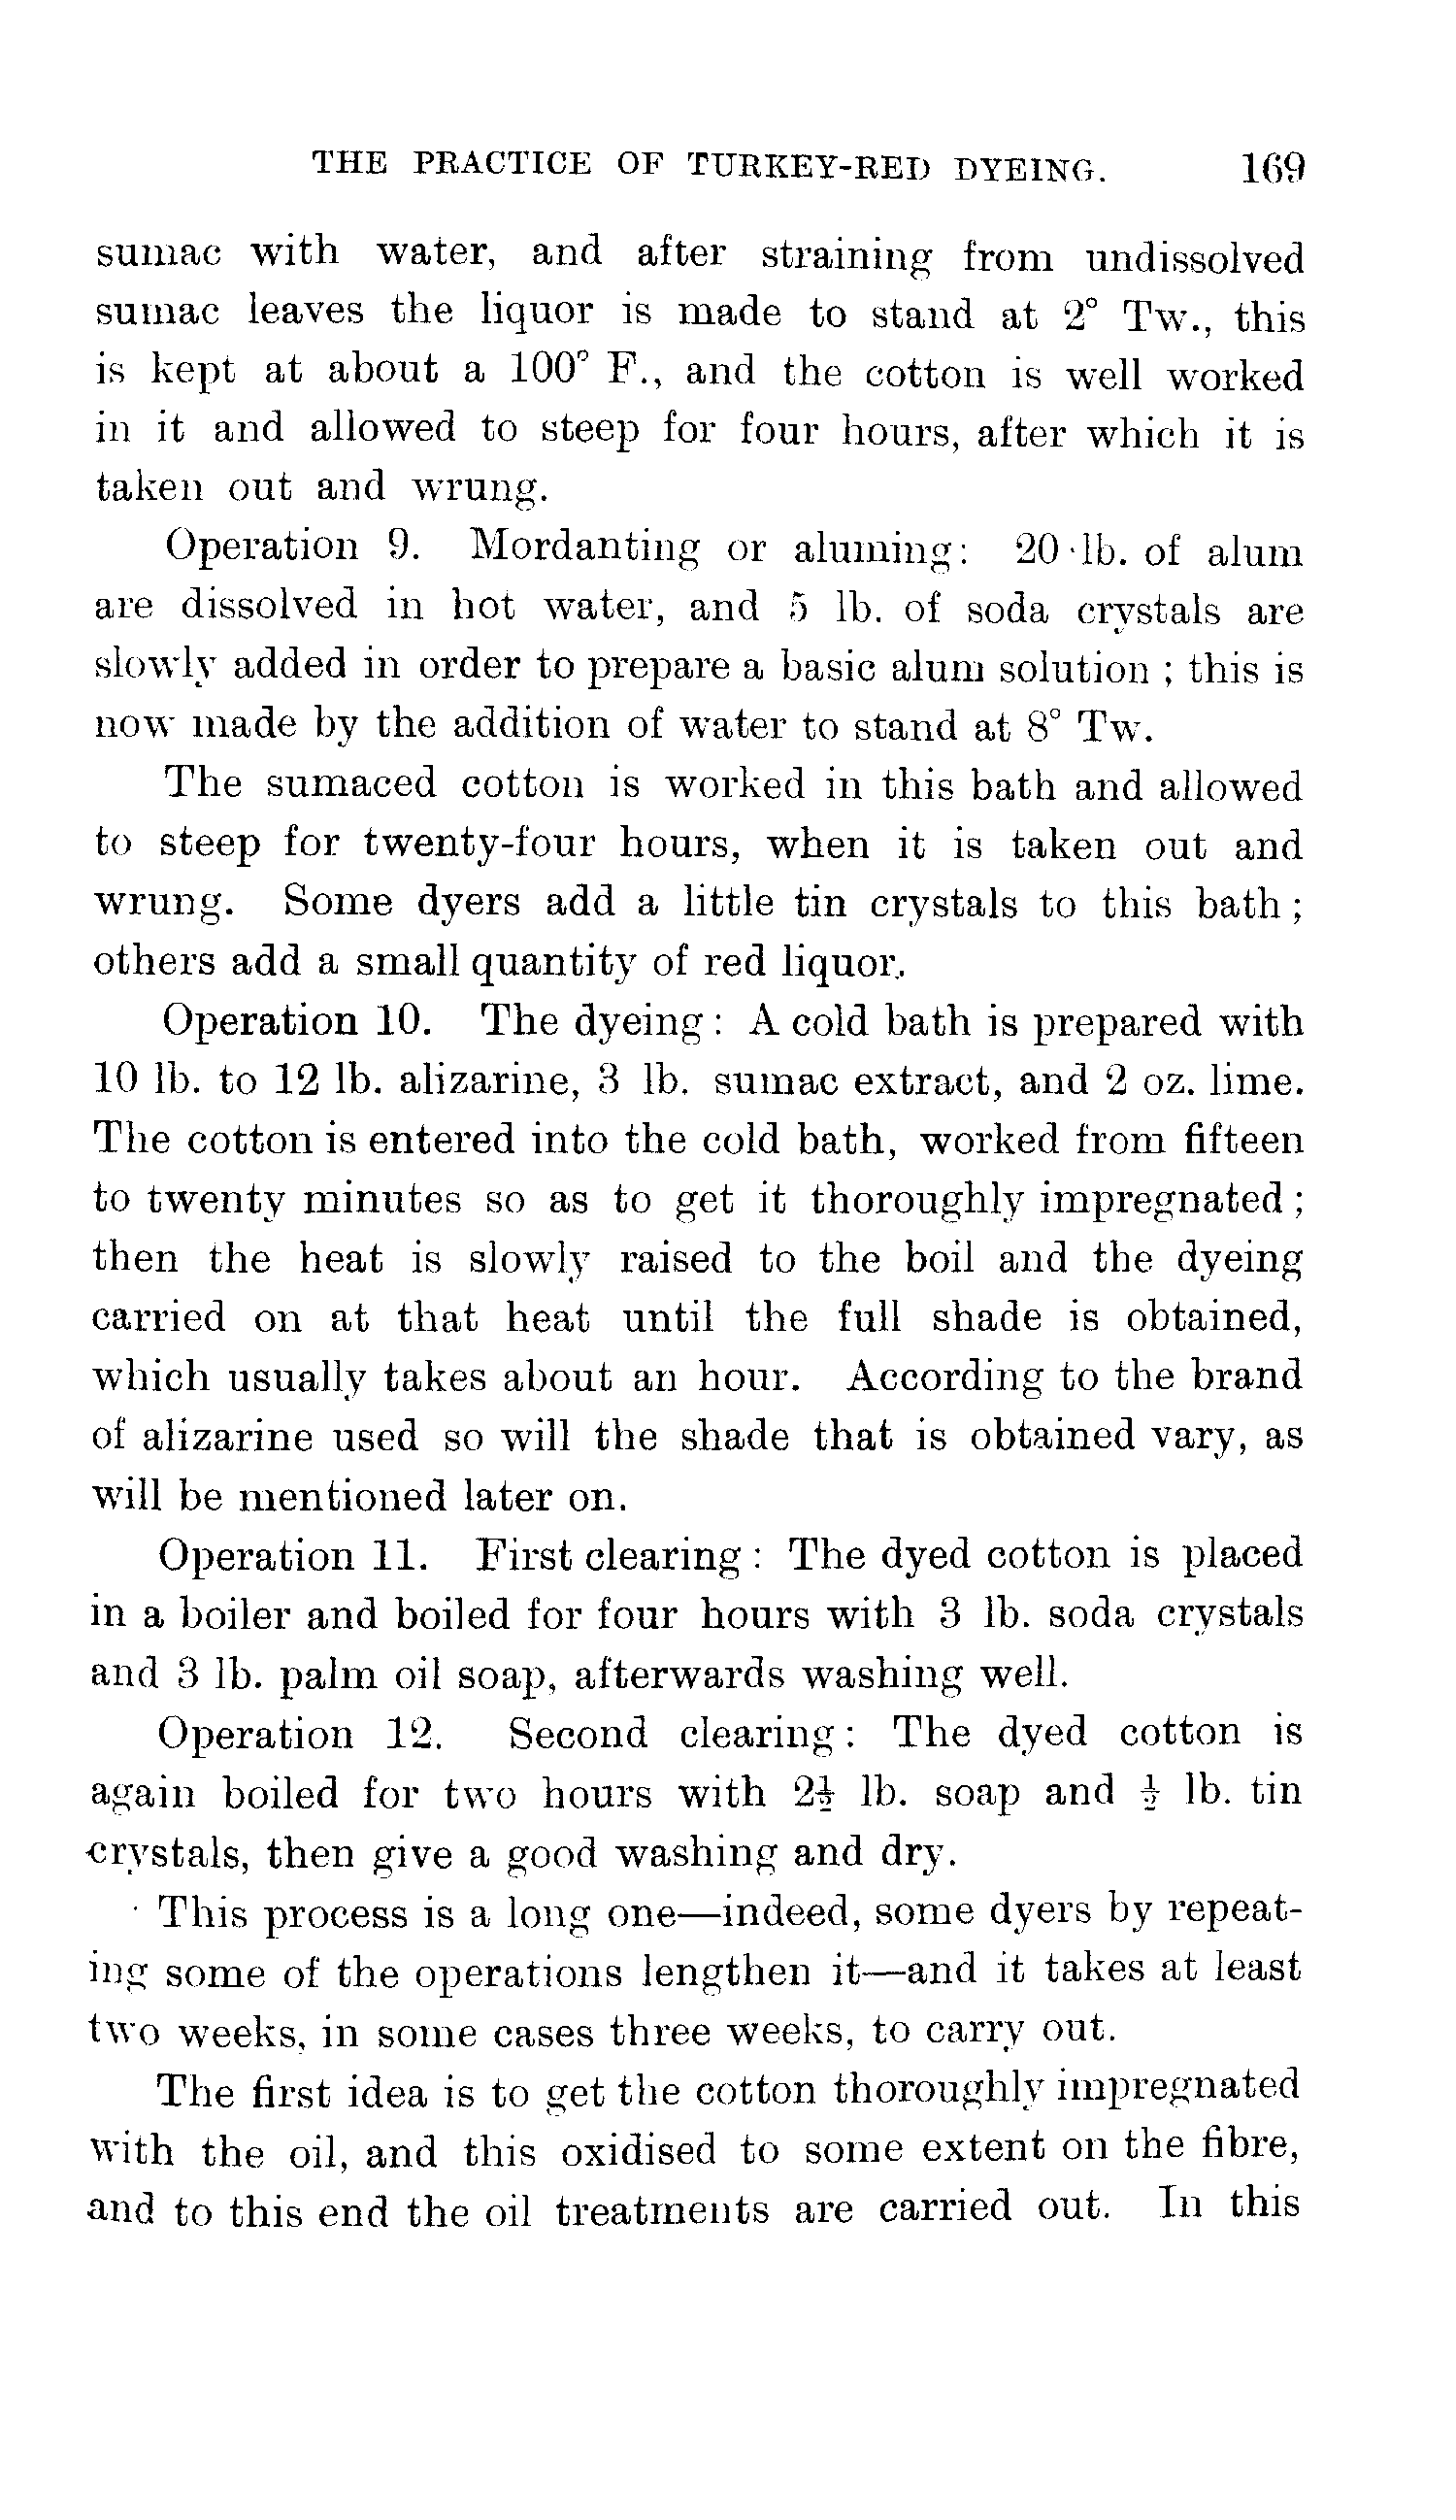 THE PRACTICE OF TURKEY-RED DYEING. 169
sumac with water, and after straining from undissolved
sumac leaves the liquor is made to stand at 2° Tw., this
is kept at about a 100° F., and the cotton is well worked
in it and allowed to steep for four hours, after which it is
taken out and wrung.
Operation 9. Mordanting or aluming: 20 lb. of alum
are dissolved in hot water, and 5 lb. of soda crystals are
slowly added in order to prepare a basic alum solution ; this is
now made by the addition of water to stand at 8° Tw.
The sumaced cotton is worked in this bath and allowed
to steep for twenty-four hours, when it is taken out and
wrung. Some dyers add a little tin crystals to this bath ;
others add a small quantity of red liquor.
Operation 10. The dyeing : A cold bath is prepared with
10 lb. to 12 lb. alizarine, 3 lb. sumac extract, and 2 oz. lime.
The cotton is entered into the cold bath, worked from fifteen
to twenty minutes so as to get it thoroughly impregnated ;
then the heat is slowly raised to the boil and the dyeing
carried on at that heat until the full shade is obtained,
which usually takes about an hour. According to the brand
of alizarine used so will the shade that is obtained vary, as
will be mentioned later on.
Operation 11. First clearing : The dyed cotton is placed
in a boiler and boiled for four hours with 3 lb. soda crystals
and 3 lb. palm oil soap, afterwards washing well.
Operation 12. Second clearing : The dyed cotton is
again boiled for two hours with 2½ lb. soap and ½ lb. tin
crystals, then give a good washing and dry.
This process is a long one—indeed, some dyers by repeat-
ing some of the operations lengthen it—and it takes at least
two weeks, in some cases three weeks, to carry out.
The first idea is to get the cotton thoroughly impregnated
with the oil, and this oxidised to some extent on the fibre,
and to this end the oil treatments are carried out. In this